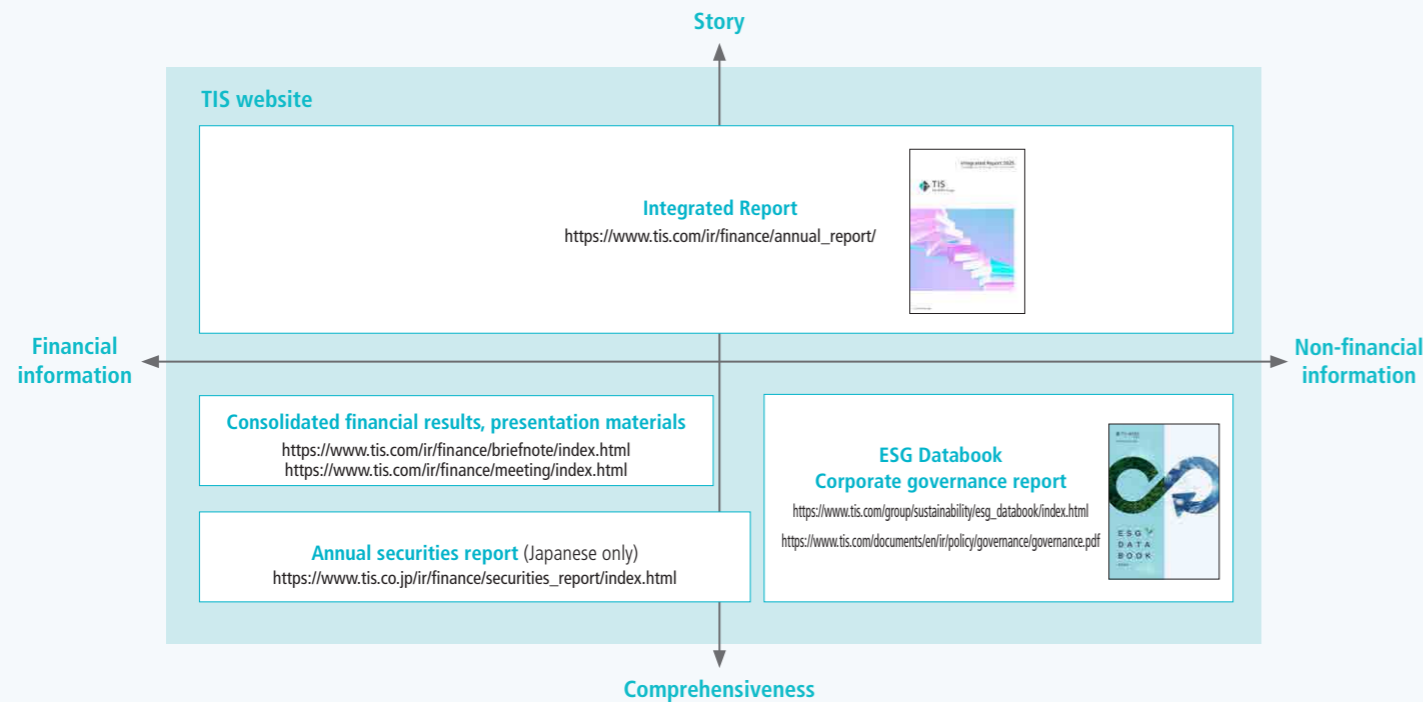 Story
TIS website
Integrated Report
https://www.tis.com/ir/finance/annual_report/
Integrated Report 2025
TIS
Financial
information
Non-financial
information
Consolidated financial results, presentation materials
https://www.tis.com/ir/finance/briefnote/index.html
https://www.tis.com/ir/finance/meeting/index.html
ESG Databook
Corporate governance report
https://www.tis.com/group/sustainability/esg_databook/index.html
https://www.tis.com/documents/en/ir/policy/governance/governance.pdf
ESG
DATA
BOOK
Annual securities report (Japanese only)
https://www.tis.co.jp/ir/finance/securities_report/index.html
Comprehensiveness